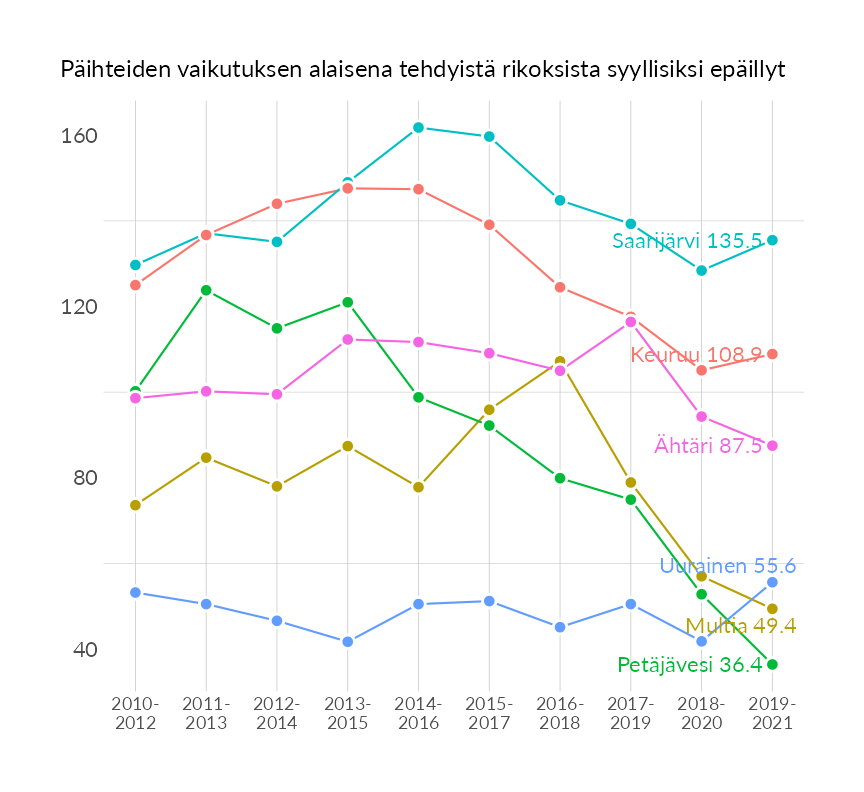 Päihteiden vaikutuksen alaisena tehdyistä rikoksista syyllisiksi epäillyt
160
120
80
40
Saarijärvi 135.5
Keuruu 108.9
Ähtäri 87.5
Uurainen 55.6
Multia 49.4
Petäjävesi 36.4
2010- 2011- 2012- 2013- 2014- 2015- 2016- 2017- 2018- 2019-
2012 2013 2014 2015 2016 2017 2018 2019 2020 2021